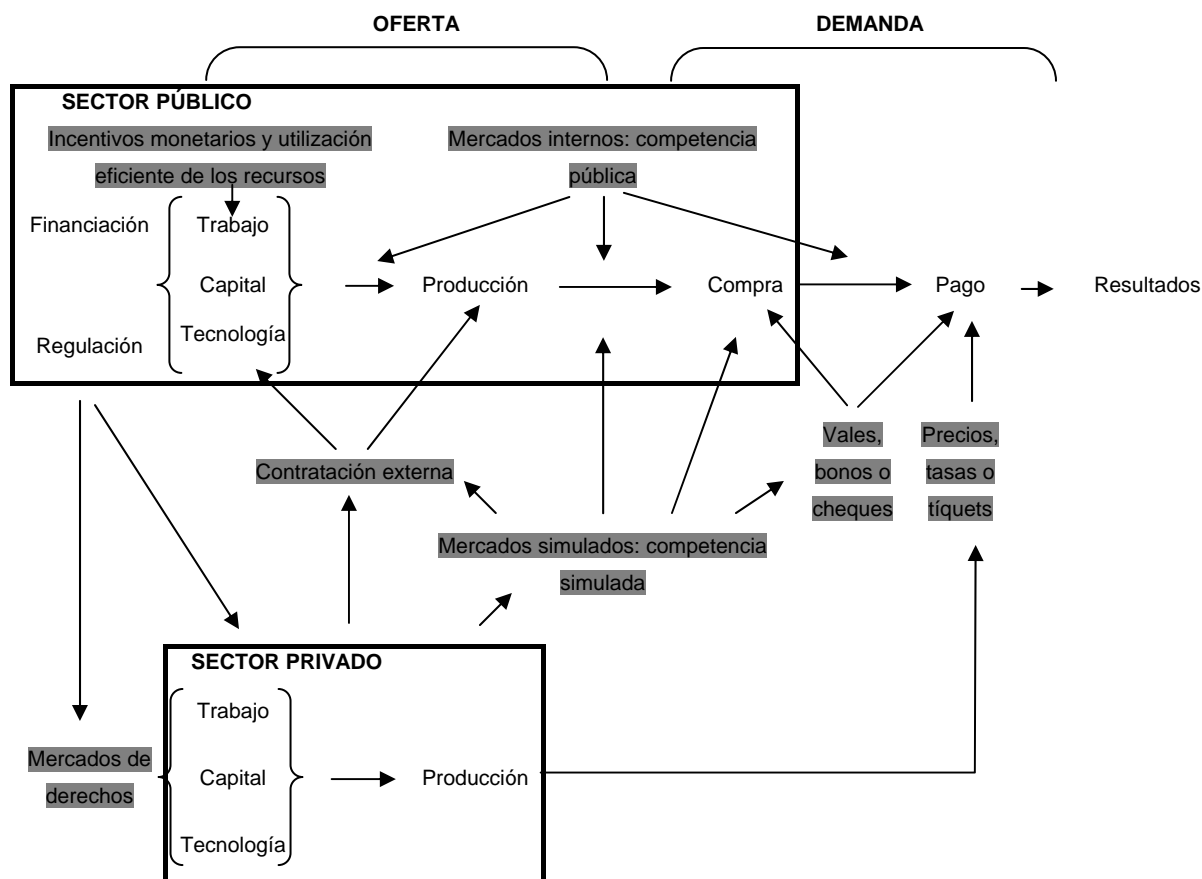 OFERTA
DEMANDA
SECTOR PÚBLICO
Incentivos monetarios y utilización
eficiente de los recursos
Mercados internos: competencia
pública
Financiación
Trabajo
Capital
Producción
Compra
Pago
Resultados
Tecnología
Regulación
Contratación externa
Vales,
bonos o
cheques
Precios,
tasas o
tíquets
Mercados simulados: competencia
simulada
SECTOR PRIVADO
Trabajo
Mercados de
derechos
Capital
Producción
Tecnología